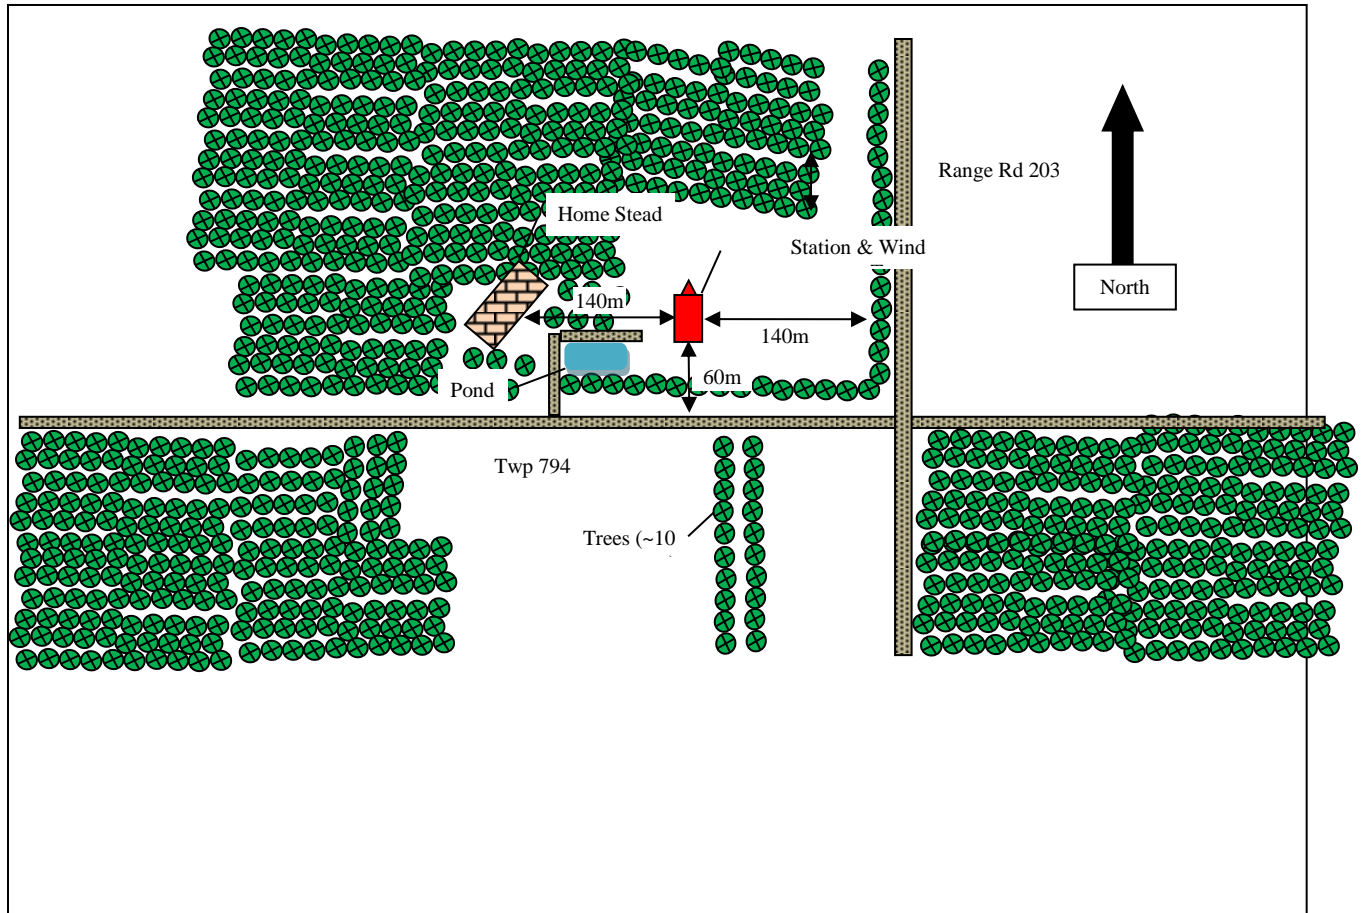 Range Rd 203
Home Stead
Station & Wind
North
140m
140m
60m
Pond
Twp 794
Trees (~10